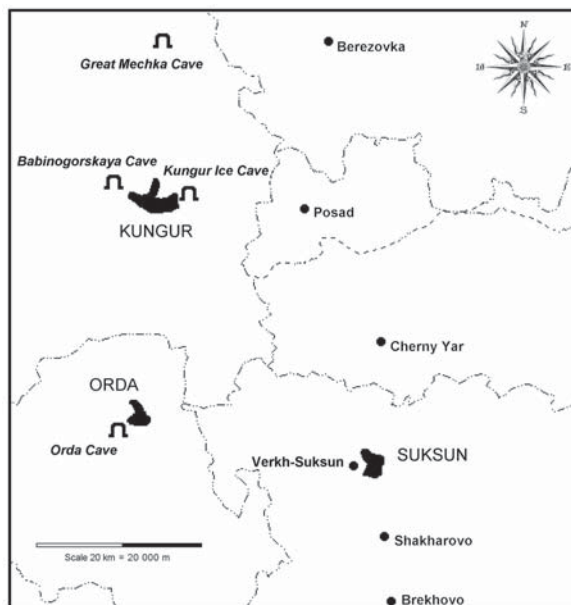 N
Berezovka
Great Mechka Cave
E
S
Babinogorskaya Cave
Kungur Ice Cave
Posad
KUNGUR
Cherny Yar
ORDA
Orda Cave
Verkh-Suksun
SUKSUN
Shakharovo
Scale 20 km = 20 000 m
Brekhovo